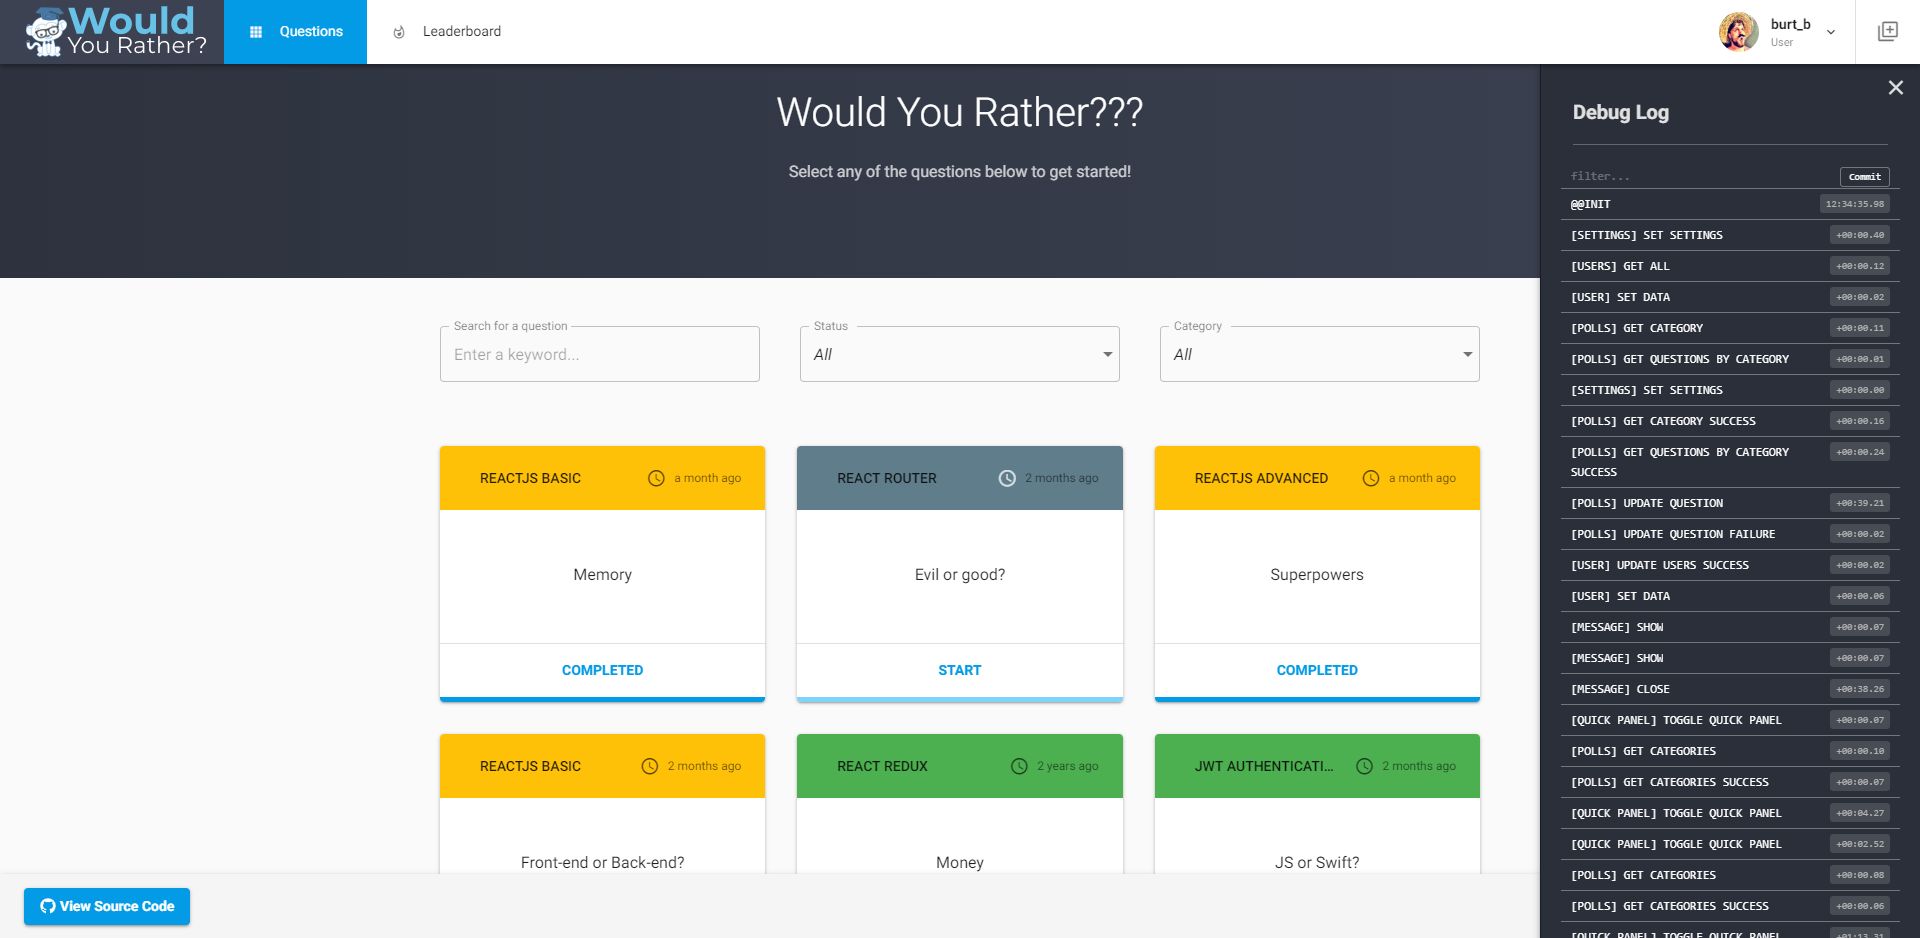 Would
You Rather?
Questions
Leaderboard
burt_b
User
Would You Rather???
Select any of the questions below to get started!
Search for a question
Enter a keyword...
Status
All
Category
All
REACTJS BASIC
a month ago
Memory
COMPLETED
REACT ROUTER
2 months ago
Evil or good?
START
REACTJS ADVANCED
a month ago
Superpowers
COMPLETED
REACTJS BASIC
2 months ago
Front-end or Back-end?
REACT REDUX
2 years ago
Money
JWT AUTHENTICATI...
2 months ago
JS or Swift?
View Source Code
Debug Log
filter...
Commit
@@INIT 12:34:35.98
[SETTINGS] SET SETTINGS +00:00.40
[USERS] GET ALL +00:00.12
[USER] SET DATA +00:00.02
[POLLS] GET CATEGORY +00:00.11
[POLLS] GET QUESTIONS BY CATEGORY +00:00.01
[SETTINGS] SET SETTINGS +00:00.00
[POLLS] GET CATEGORY SUCCESS +00:00.16
[POLLS] GET QUESTIONS BY CATEGORY +00:00.24
SUCCESS
[POLLS] UPDATE QUESTION +00:39.21
[POLLS] UPDATE QUESTION FAILURE +00:00.02
[USER] UPDATE USERS SUCCESS +00:00.02
[USER] SET DATA +00:00.06
[MESSAGE] SHOW +00:00.07
[MESSAGE] SHOW +00:00.07
[MESSAGE] CLOSE +00:38.26
[QUICK PANEL] TOGGLE QUICK PANEL +00:00.07
[POLLS] GET CATEGORIES +00:00.10
[POLLS] GET CATEGORIES SUCCESS +00:00.07
[QUICK PANEL] TOGGLE QUICK PANEL +00:04.27
[QUICK PANEL] TOGGLE QUICK PANEL +00:02.52
[POLLS] GET CATEGORIES +00:00.08
[POLLS] GET CATEGORIES SUCCESS +00:00.06
[QUICK PANEL] TOGGLE QUICK PANEL +01:13.31